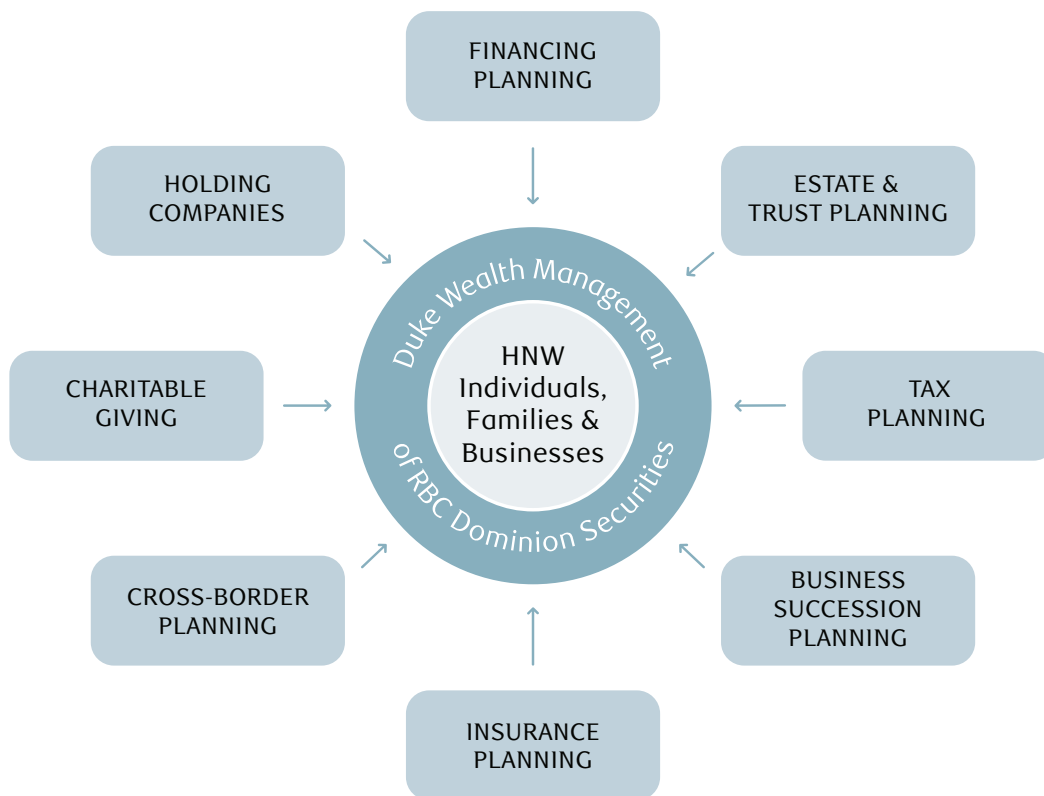 FINANCING
PLANNING
HOLDING
COMPANIES
ESTATE &
TRUST PLANNING
Duke Wealth Management
of RBC Dominion Securities
HNW
Individuals,
Families &
Businesses
CHARITABLE
GIVING
TAX
PLANNING
CROSS-BORDER
PLANNING
BUSINESS
SUCCESSION
PLANNING
INSURANCE
PLANNING